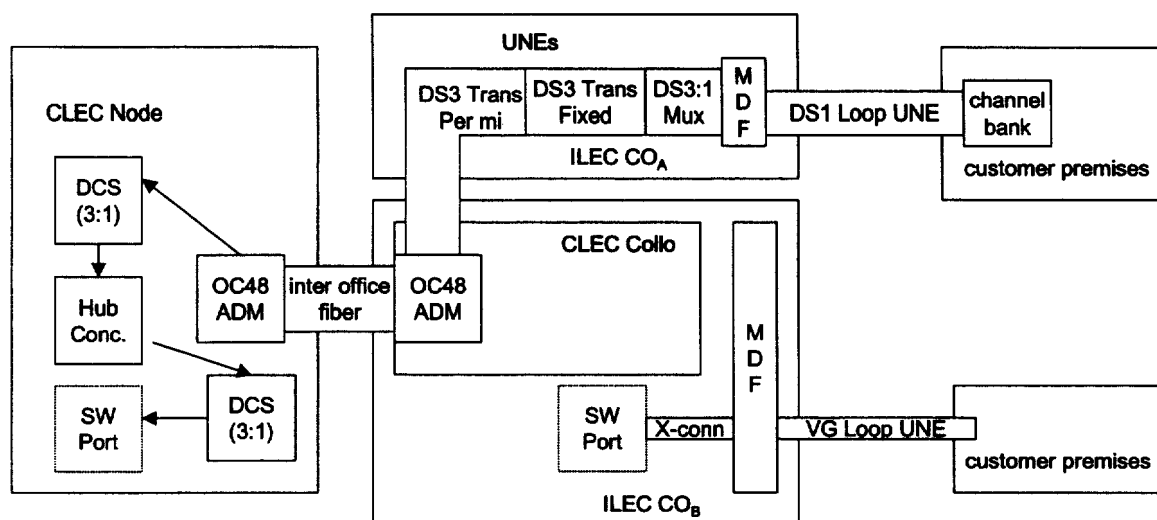 CLEC Node
DCS
(3:1)
Hub
Conc.
SW
Port
DCS
(3:1)
OC48
ADM
inter office
fiber
UNEs
DS3 Trans
Per mi
DS3 Trans
Fixed
DS3:1
Mux
M
D
F
ILEC COA
DS1 Loop UNE
channel
bank
customer premises
CLEC Collo
OC48
ADM
M
D
F
SW
Port
X-conn
VG Loop UNE
customer premises
ILEC COB